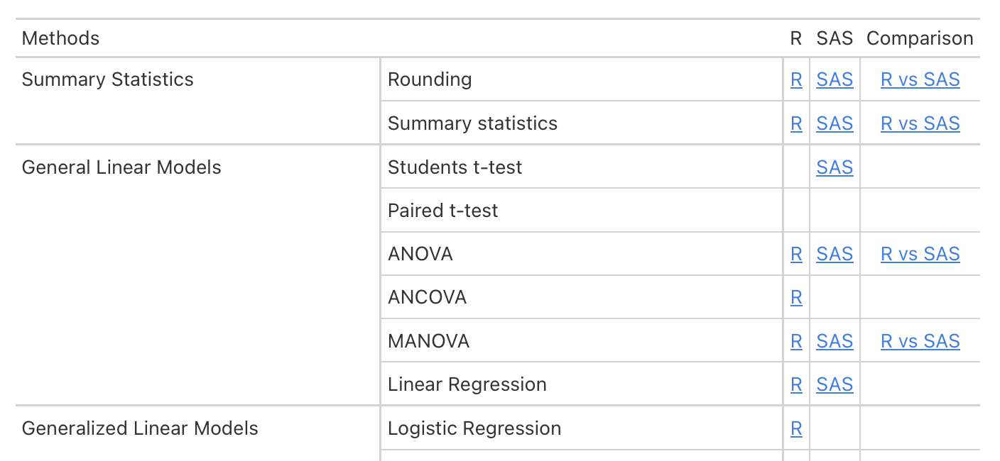 Methods R SAS Comparison
Summary Statistics Rounding R SAS R vs SAS
Summary statistics R SAS R vs SAS
General Linear Models Students t-test SAS
Paired t-test
ANOVA R SAS R vs SAS
ANCOVA R
MANOVA R SAS R vs SAS
Linear Regression R SAS
Generalized Linear Models Logistic Regression R